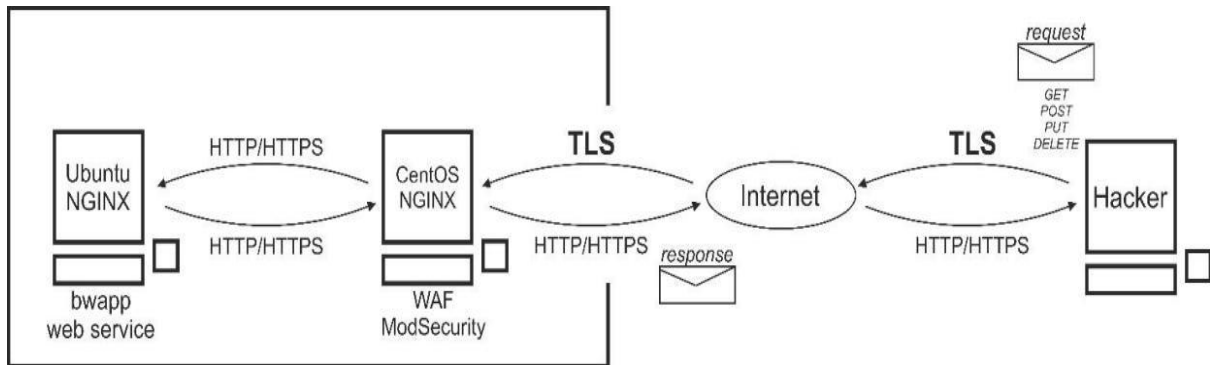 request
GET
POST
PUT
DELETE
HTTP/HTTPS
TLS
TLS
Ubuntu
NGINX
CentOS
NGINX
Internet
Hacker
HTTP/HTTPS
HTTP/HTTPS
HTTP/HTTPS
response
bwapp
web service
WAF
ModSecurity